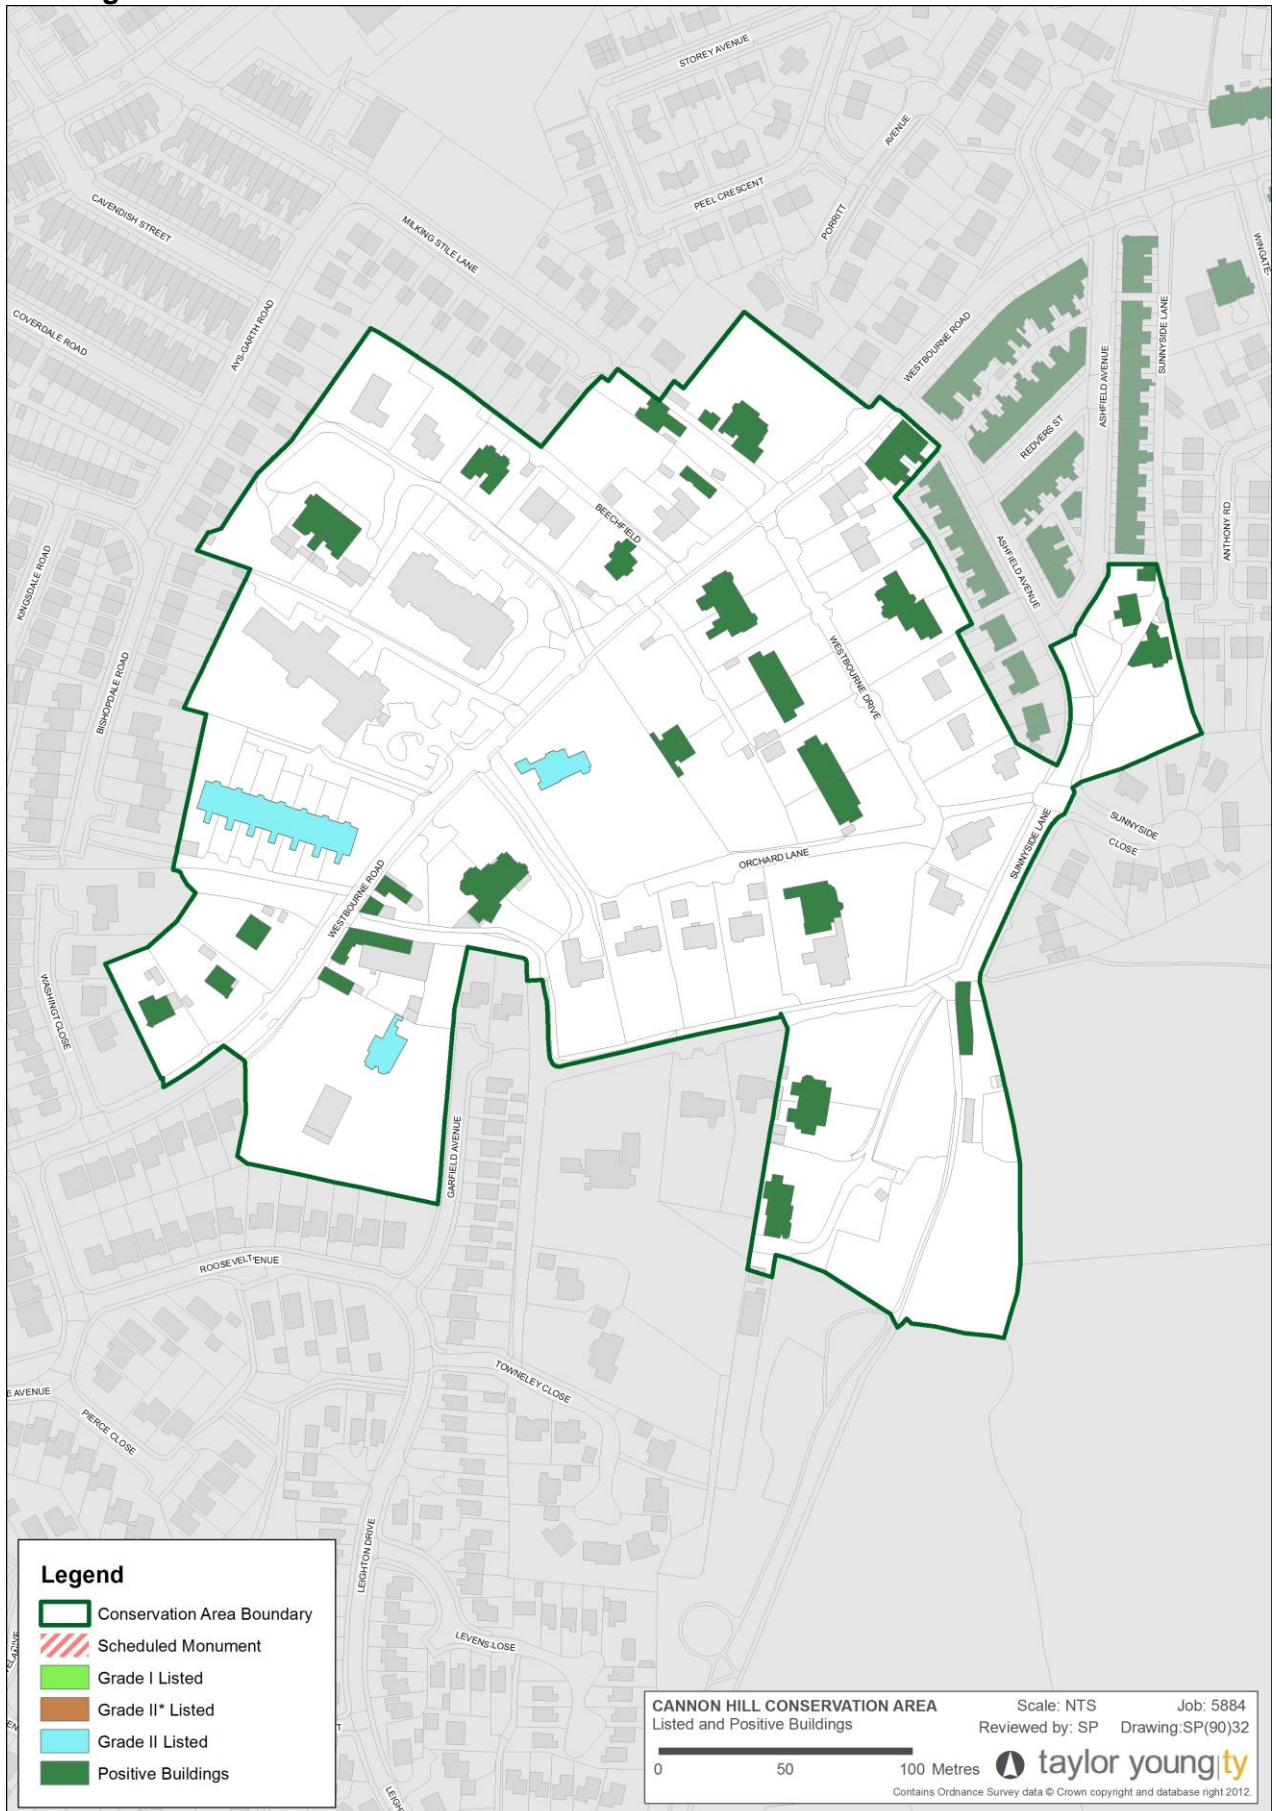 STOREY AVENUE
PEEL CRESCENT
PORRITT
AVENUE
CAVENDISH STREET
MILKING STILE LANE
COVERDALE ROAD
AYS-GARTH ROAD
WESTBOURNE ROAD
ASHFIELD AVENUE
SUNNYSIDE LANE
WINGATE-
REDVERS ST
ANTHONY RD
KINGSDALE ROAD
BISHOPDALE ROAD
BEECHFIELD
ASHFIELD AVENUE
WESTBOURNE DRIVE
ORCHARD LANE
SUNNYSIDE LANE
SUNNYSIDE
CLOSE
WESTBOURNE ROAD
WASHINGT CLOSE
GARFIELD AVENUE
ROOSEVELT ENUE
E AVENUE
PIERCE CLOSE
TOWNELEY CLOSE
LEIGHTON DRIVE
LEVENS LOSE
Legend
Conservation Area Boundary
Scheduled Monument
Grade I Listed
Grade II* Listed
Grade II Listed
Positive Buildings
CANNON HILL CONSERVATION AREA
Listed and Positive Buildings
Scale: NTS Job: 5884
Reviewed by: SP Drawing:SP(90)32
0 50 100 Metres
taylor young|ty
Contains Ordnance Survey data © Crown copyright and database right 2012.